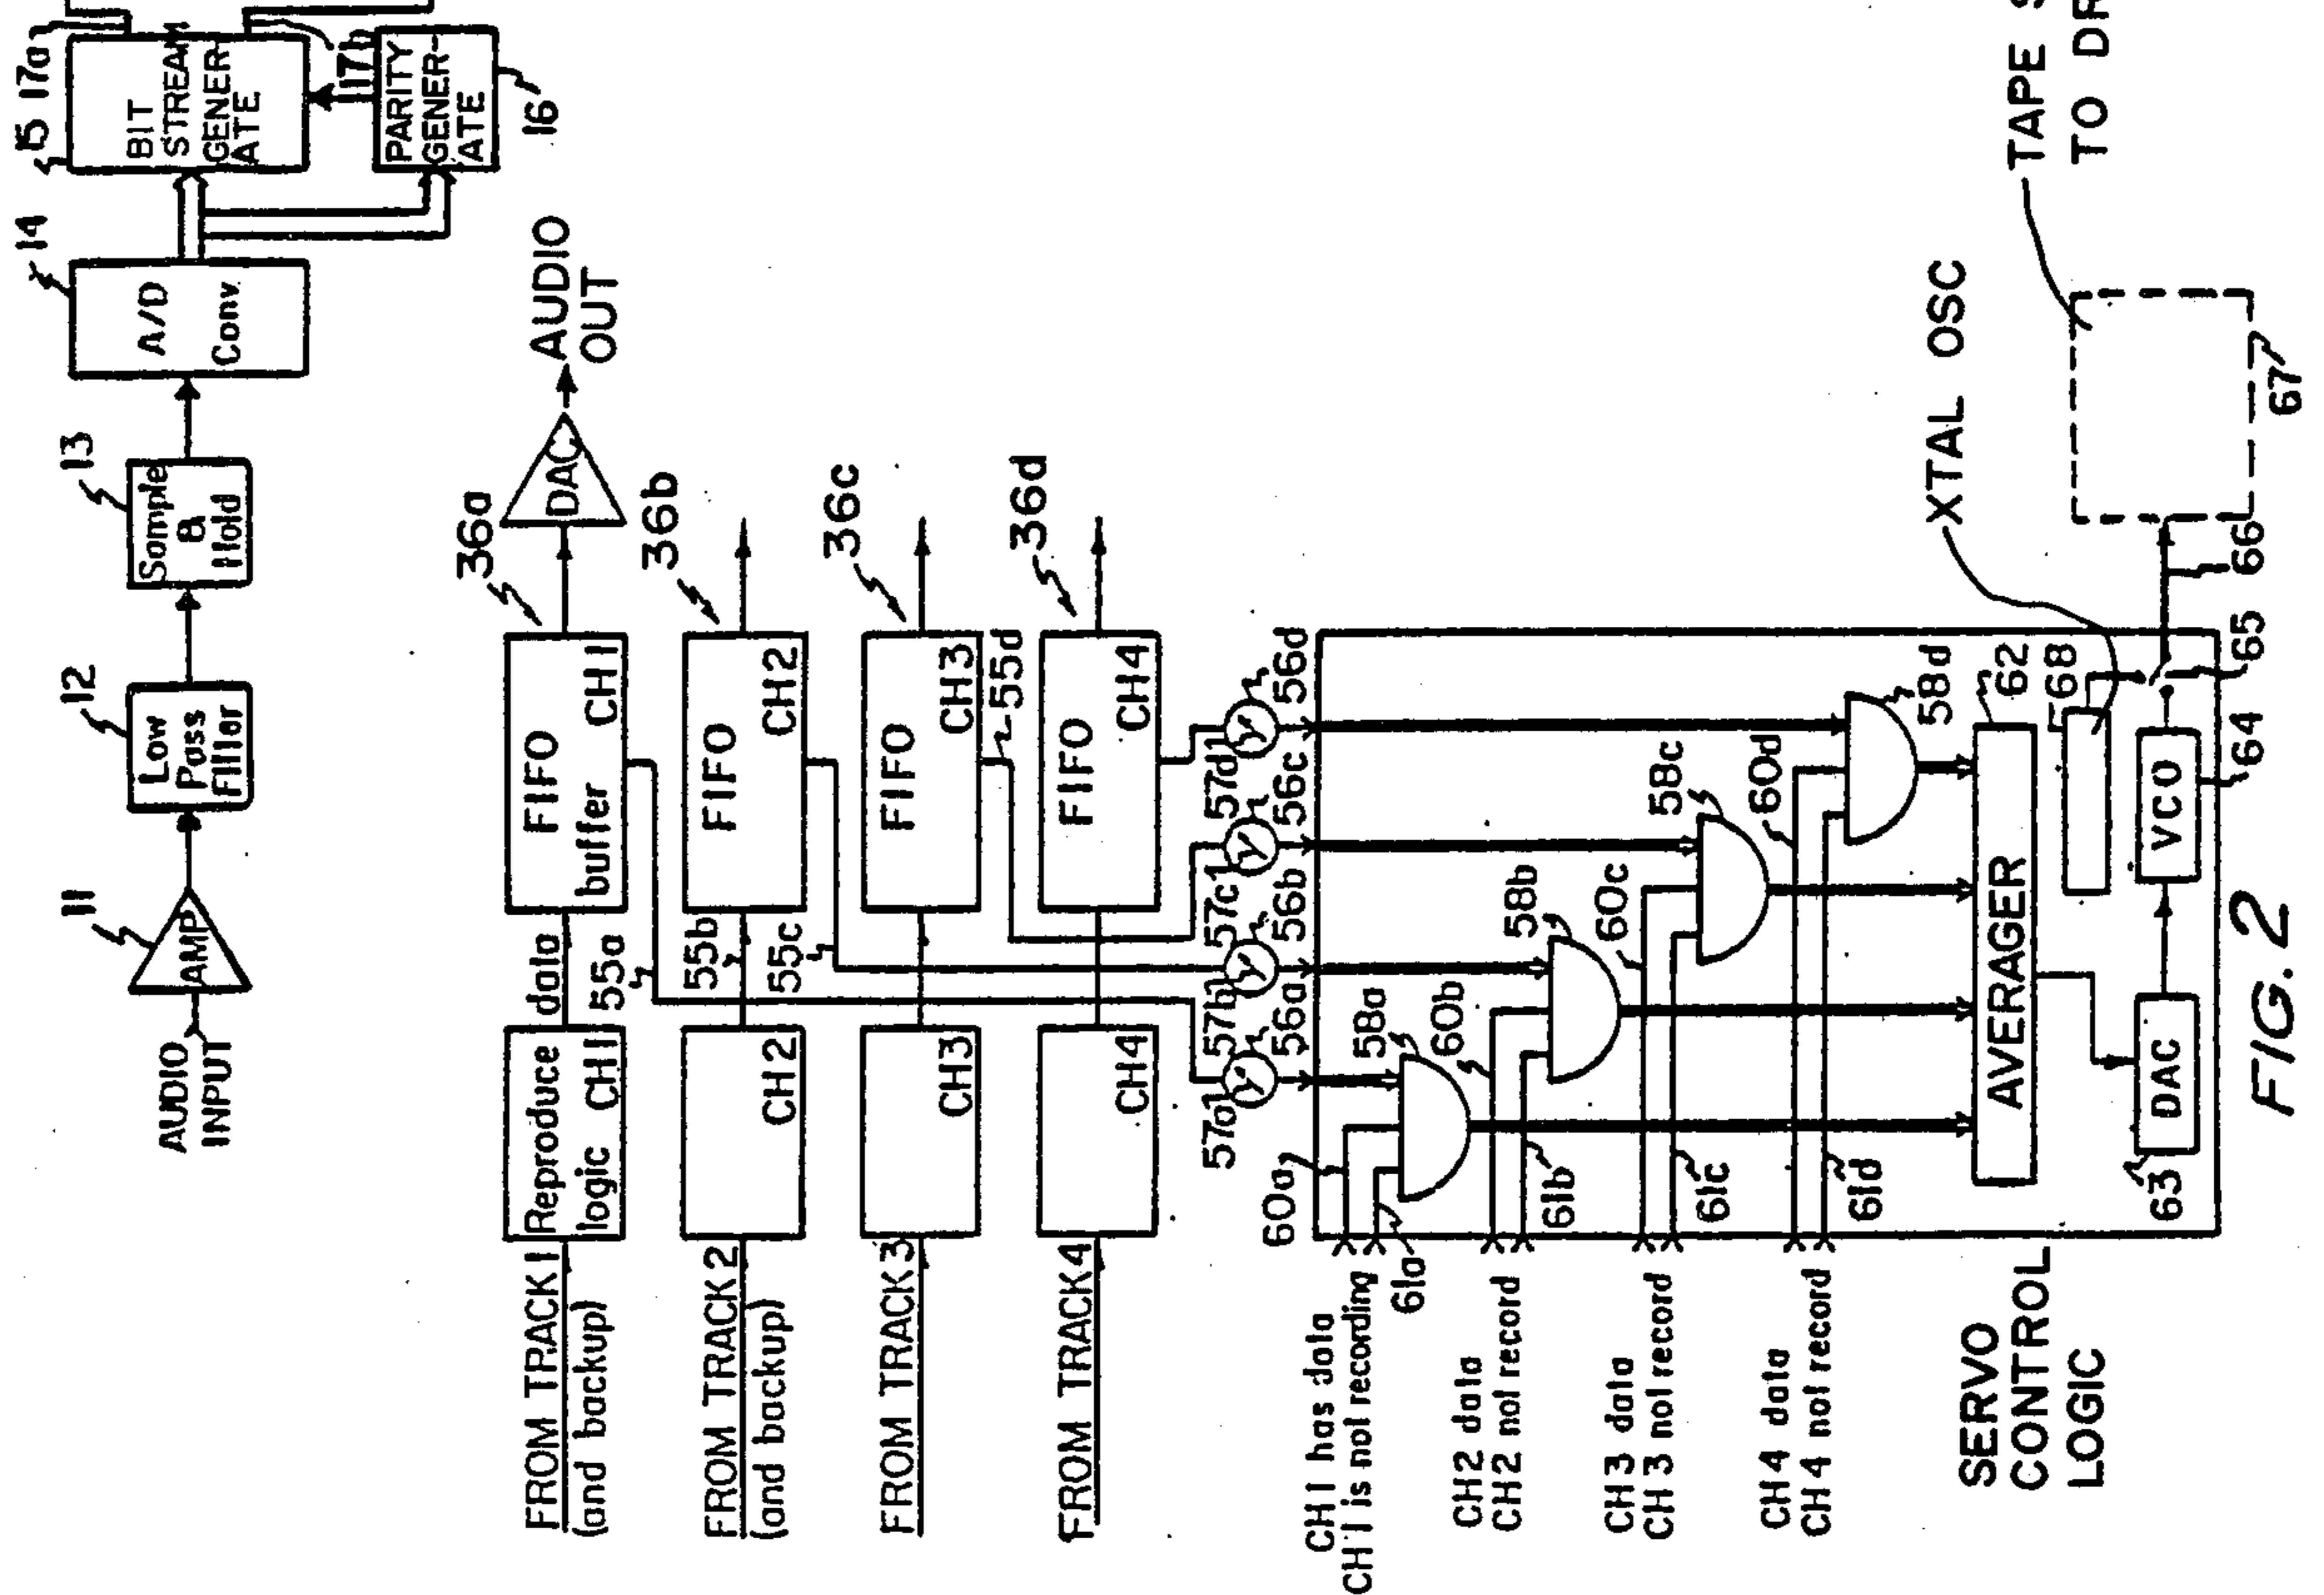 AUDIO
INPUT
AMP
11
Low
Pass
Filter
12
Sample
&
Hold
13
A/D
Conv
14
BIT
STREAM
GENER
ATE
15
17a
17b
PARITY
GENER-
ATE
16
FROM TRACK 1
(and backup)
Reproduce
logic CH1
data
55a
FIFO
buffer CH1
36a
DAC
AUDIO
OUT
FROM TRACK 2
(and backup)
CH2
55b
55c
FIFO
CH2
36b
FROM TRACK 3
CH3
FIFO
CH3
55d
36c
FROM TRACK 4
CH4
FIFO
CH4
36d
57a
56a
57b
56b
57c
56c
57d
56d
CH 1 has data
CH 1 is not recording
60a
61a
58a
CH2 data
CH2 not record
60b
61b
58b
CH3 data
CH3 not record
60c
61c
58c
CH4 data
CH4 not record
60d
61d
58d
SERVO
CONTROL
LOGIC
AVERAGER
62
68
XTAL OSC
63
DAC
VCO
64
65
66
67
TAPE S
TO DR
FIG. 2